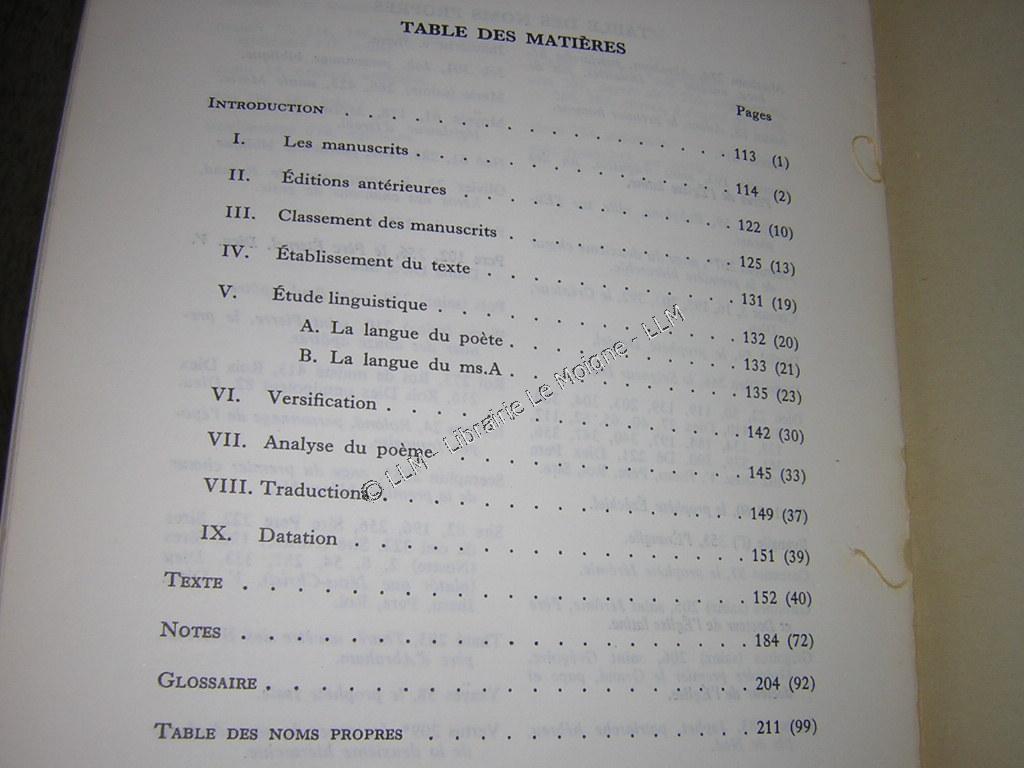 TABLE DES MATIÈRES
Pages
INTRODUCTION . . . . . . . . . . . . . . . . 113 (1)
I. Les manuscrits . . . . . . . . . . . . . . . 114 (2)
II. Éditions antérieures . . . . . . . . . . . . 122 (10)
III. Classement des manuscrits . . . . . . . . . . 125 (13)
IV. Établissement du texte . . . . . . . . . . . 131 (19)
V. Étude linguistique . . . . . . . . . . . . . 132 (20)
A. La langue du poète . . . . . . . . . . . 133 (21)
B. La langue du ms.A . . . . . . . . . . . 135 (23)
VI. Versification . . . . . . . . . . . . . . . 142 (30)
VII. Analyse du poème . . . . . . . . . . . . . 145 (33)
VIII. Traductions . . . . . . . . . . . . . . . 149 (37)
IX. Datation . . . . . . . . . . . . . . . . . 151 (39)
TEXTE . . . . . . . . . . . . . . . . . . . . 152 (40)
NOTES . . . . . . . . . . . . . . . . . . . . 184 (72)
GLOSSAIRE . . . . . . . . . . . . . . . . . . 204 (92)
TABLE DES NOMS PROPRES . . . . . . . . . . . . 211 (99)
© LLM - Librairie Le Moigne - LLM